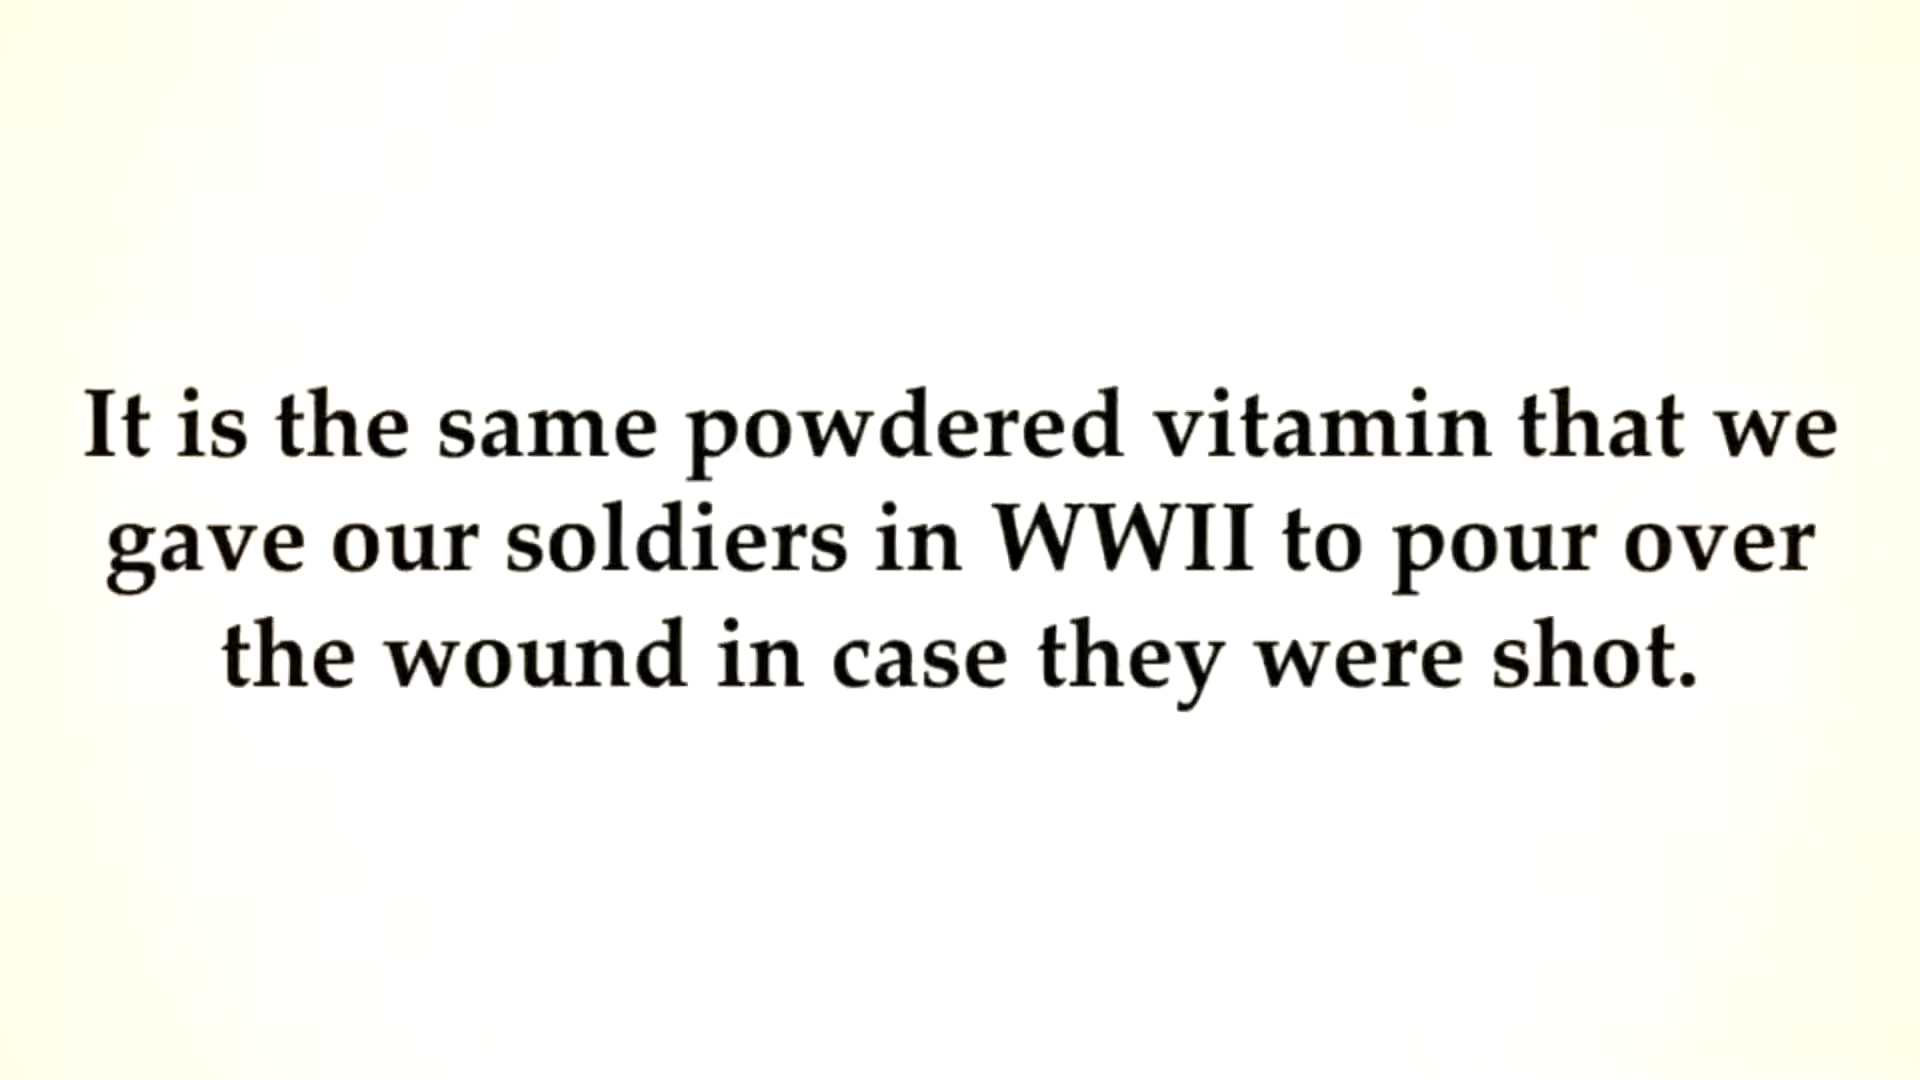 It is the same powdered vitamin that we
gave our soldiers in WWII to pour over
the wound in case they were shot.